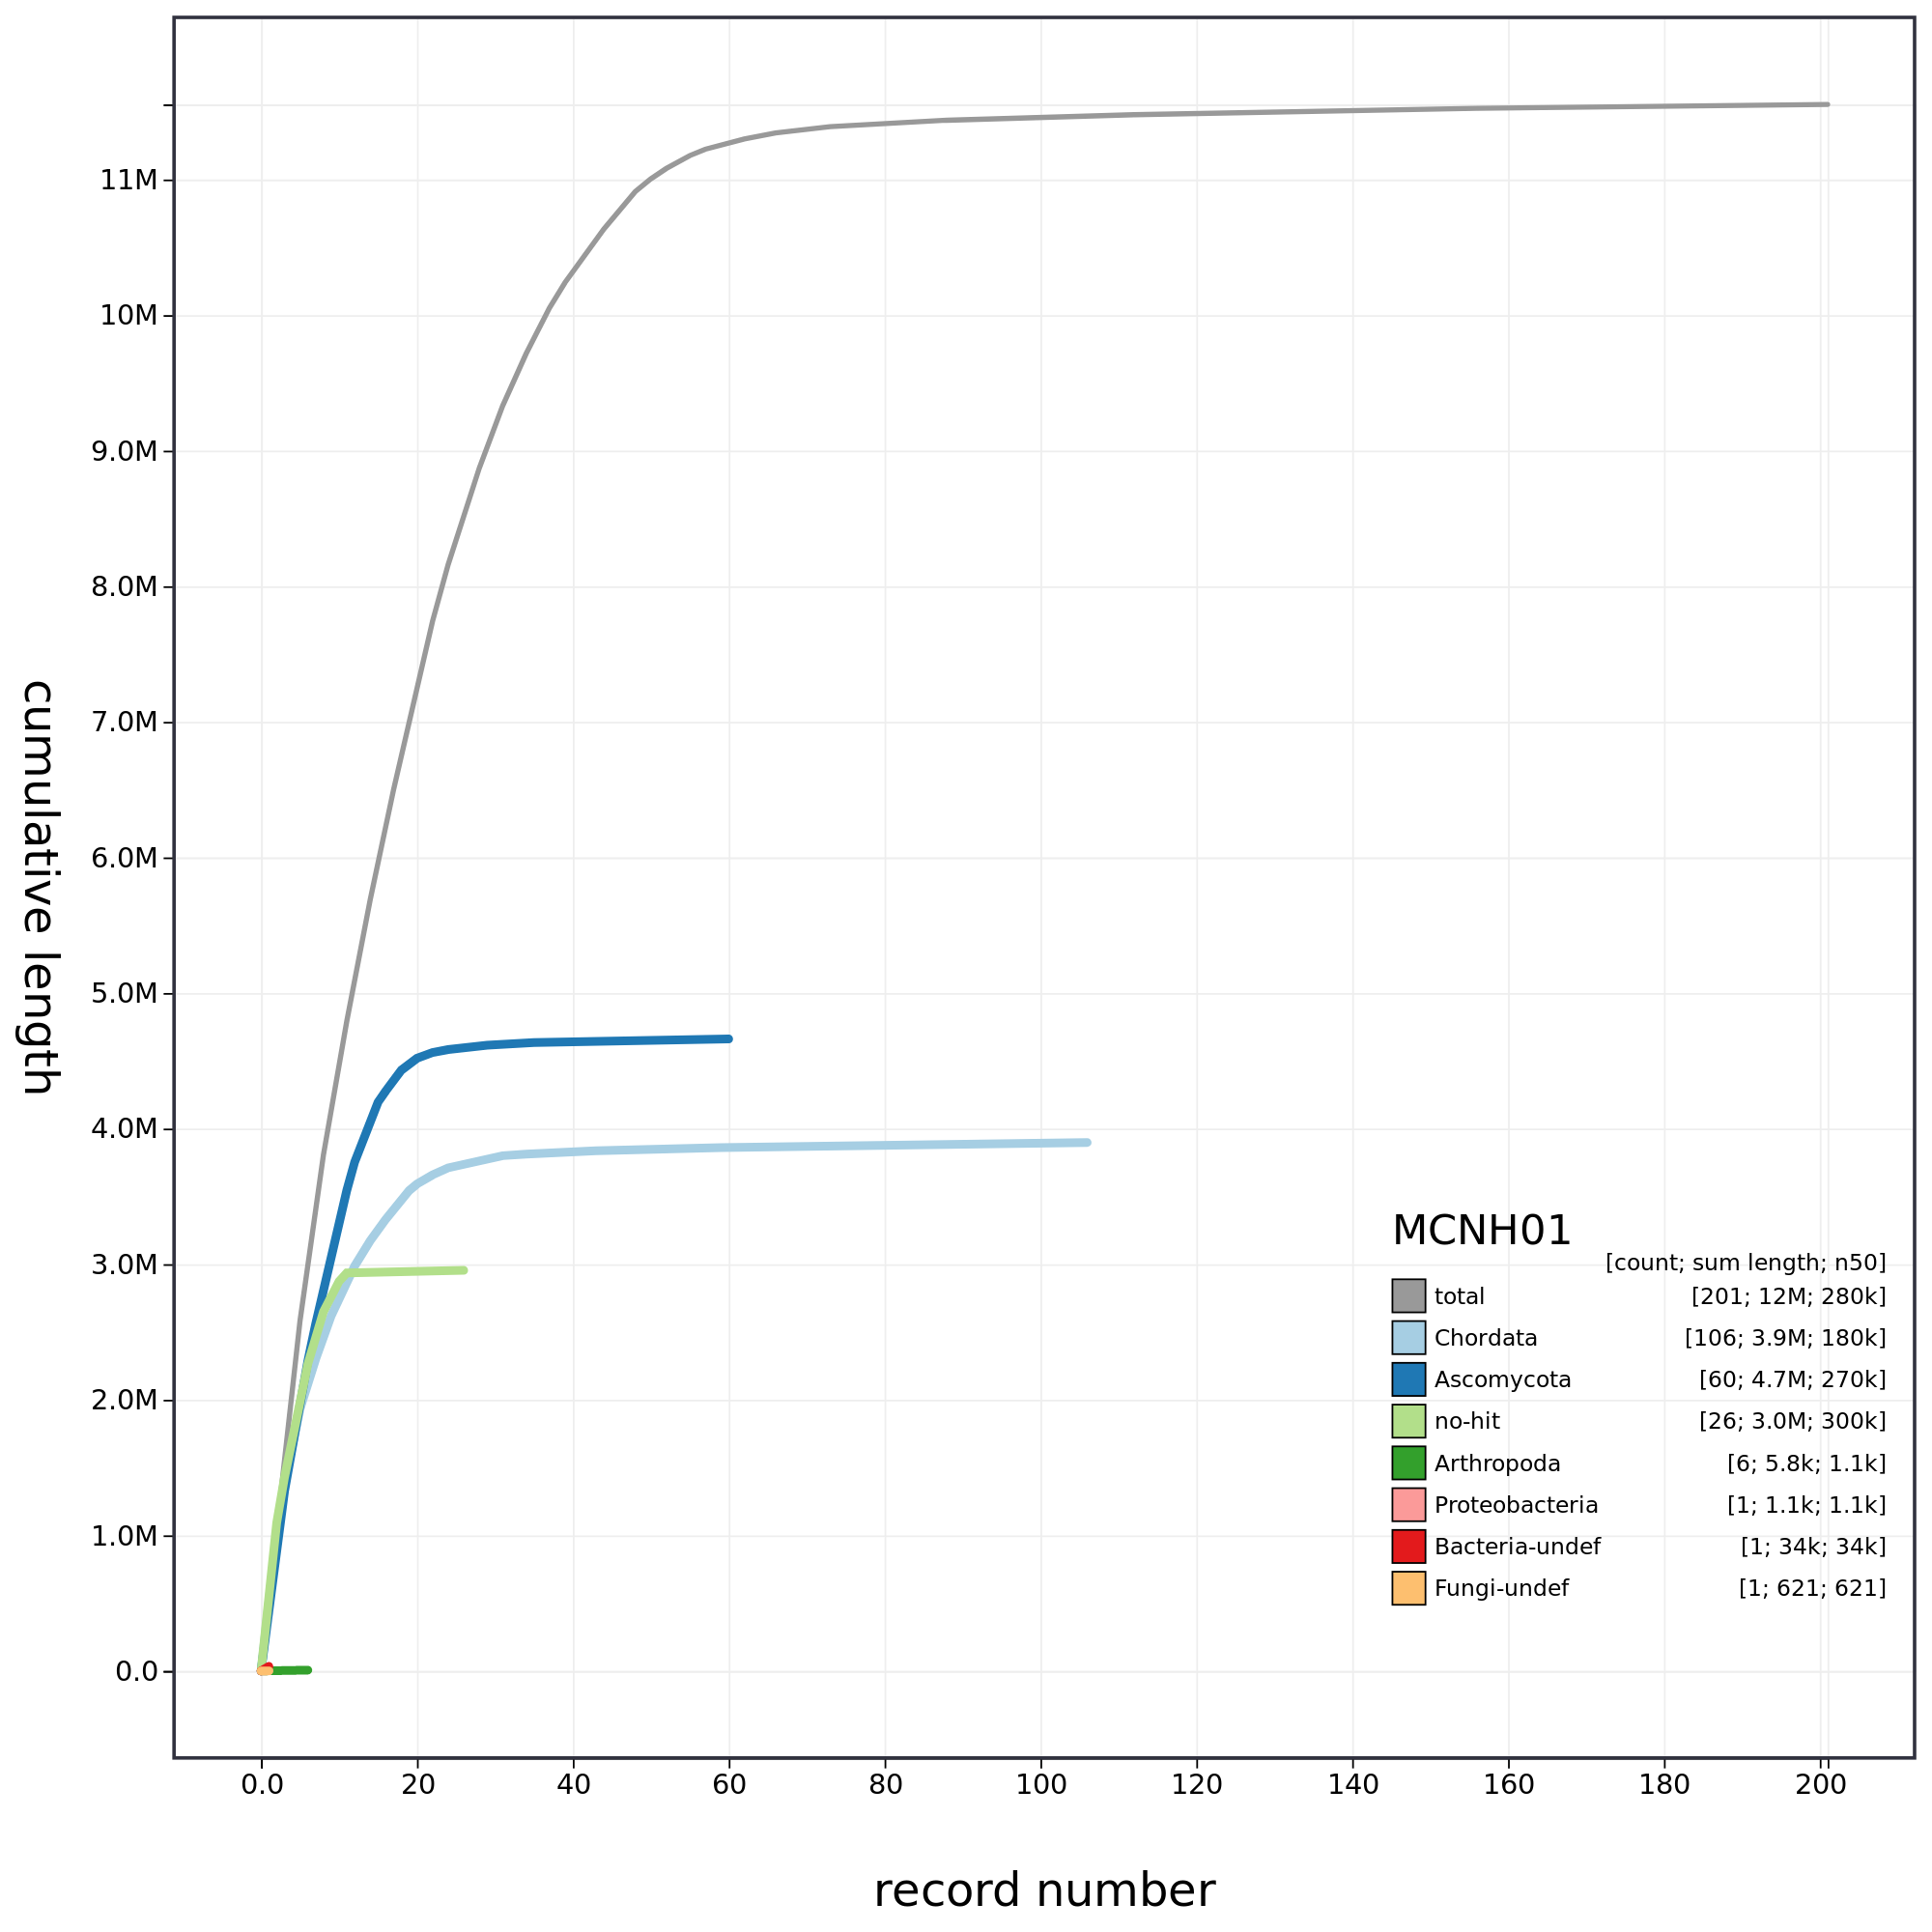 cumulative length
11M
10M
9.0M
8.0M
7.0M
6.0M
5.0M
4.0M
3.0M
2.0M
1.0M
0.0
MCNH01
[count; sum length; n50]
total [201; 12M; 280k]
Chordata [106; 3.9M; 180k]
Ascomycota [60; 4.7M; 270k]
no-hit [26; 3.0M; 300k]
Arthropoda [6; 5.8k; 1.1k]
Proteobacteria [1; 1.1k; 1.1k]
Bacteria-undef [1; 34k; 34k]
Fungi-undef [1; 621; 621]
0.0 20 40 60 80 100 120 140 160 180 200
record number